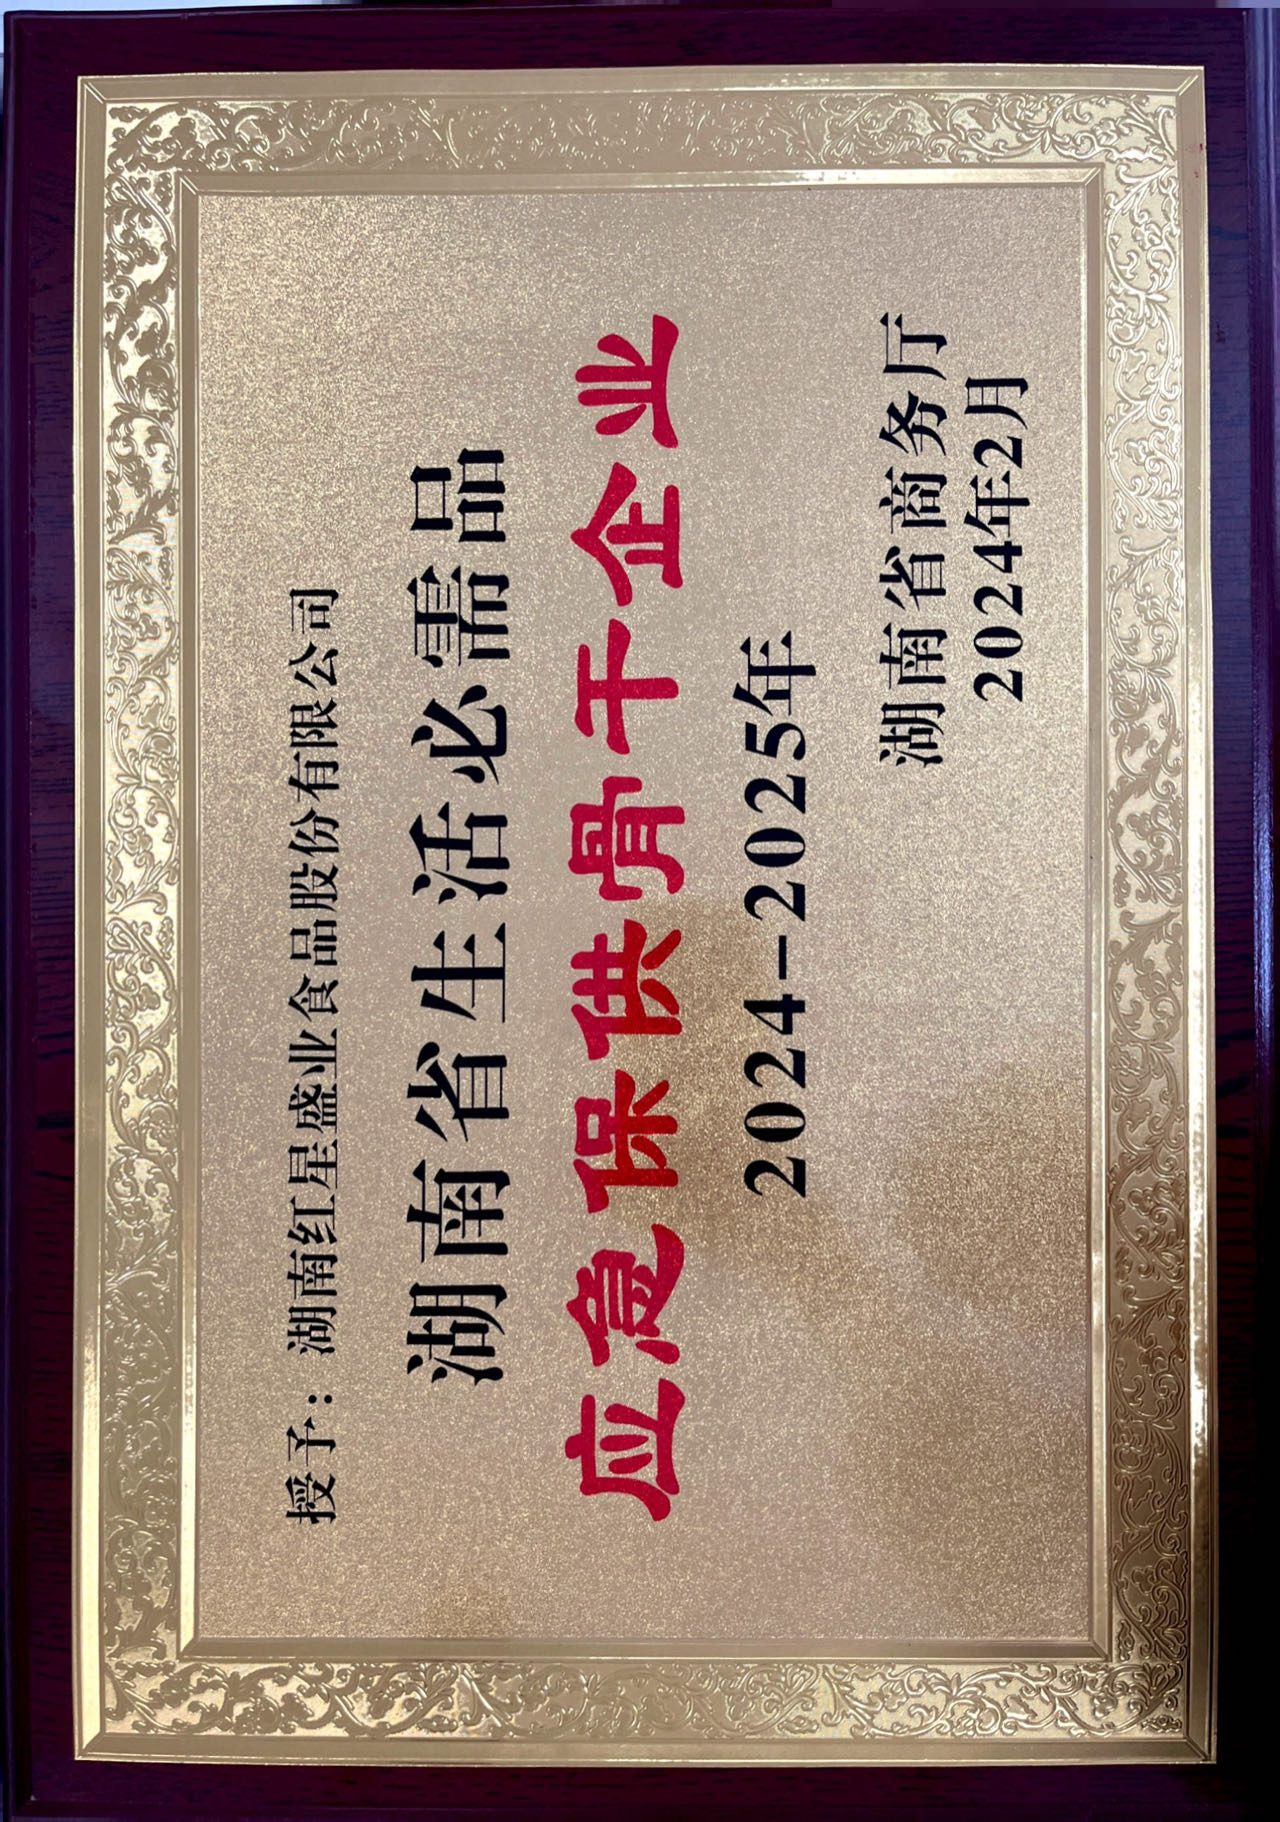 授予：湖南红星盛业食品股份有限公司
湖南省生活必需品
应急保供骨干企业
2024-2025年
湖南省商务厅
2024年2月